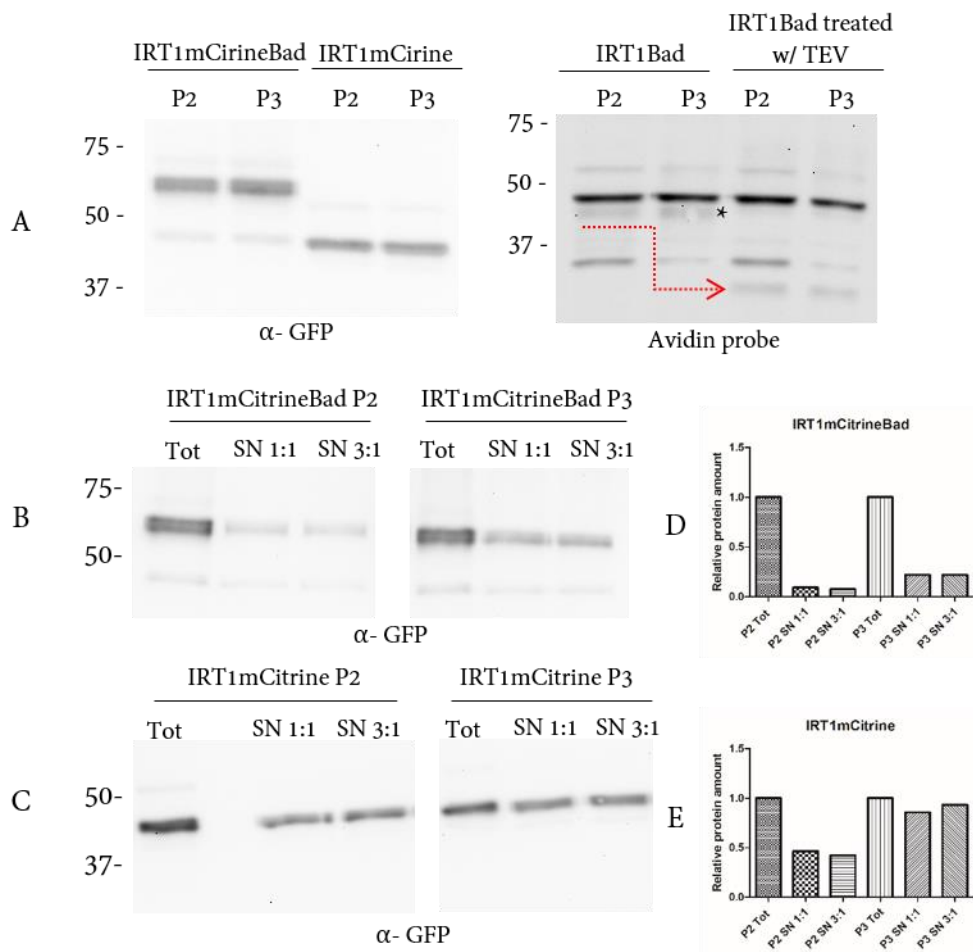 IRT1mCirineBad IRT1mCirine
P2 P3 P2 P3
75 -
50 -
37 -
A
α- GFP
IRT1Bad
IRT1Bad treated
w/ TEV
P2 P3 P2 P3
75 -
50 -
37 -
*
Avidin probe
IRT1mCitrineBad P2 IRT1mCitrineBad P3
Tot SN 1:1 SN 3:1 Tot SN 1:1 SN 3:1
75-
B
50-
α- GFP
D
IRT1mCitrineBad
Relative protein amount
1.5
1.0
0.5
0.0
P2 Tot
P2 SN 1:1
P2 SN 3:1
P3 Tot
P3 SN 1:1
P3 SN 3:1
IRT1mCitrine P2 IRT1mCitrine P3
Tot SN 1:1 SN 3:1 Tot SN 1:1 SN 3:1
C
50-
37-
α- GFP
E
IRT1mCitrine
Relative protein amount
1.5
1.0
0.5
0.0
P2 Tot
P2 SN 1:1
P2 SN 3:1
P3 Tot
P3 SN 1:1
P3 SN 3:1